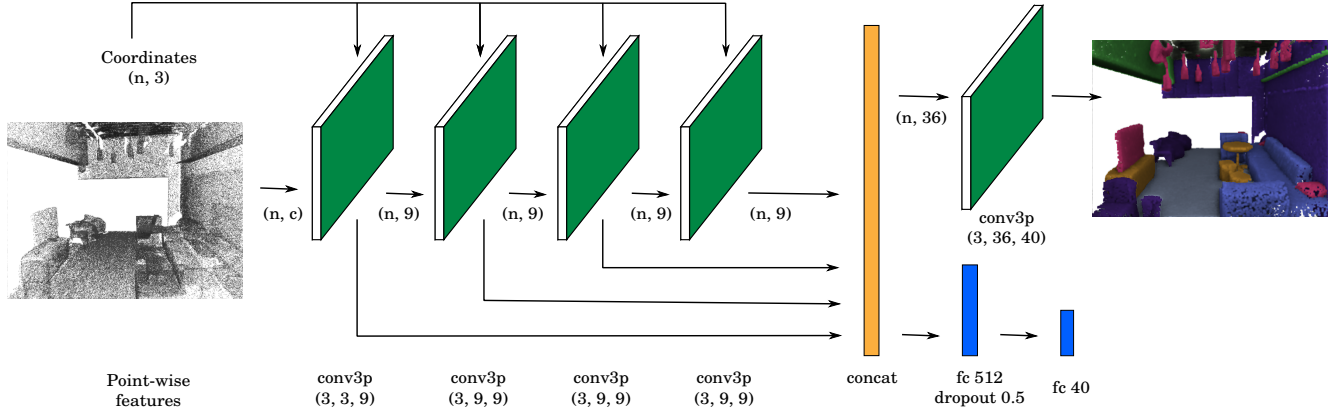 Coordinates
(n, 3)
(n, c)
(n, 9)
(n, 9)
(n, 9)
(n, 9)
(n, 36)
conv3p
(3, 36, 40)
Point-wise
features
conv3p
(3, 3, 9)
conv3p
(3, 9, 9)
conv3p
(3, 9, 9)
conv3p
(3, 9, 9)
concat
fc 512
dropout 0.5
fc 40